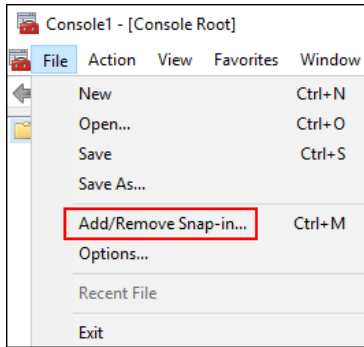 Console1 - [Console Root]
File Action View Favorites Window
New Ctrl+N
Open... Ctrl+O
Save Ctrl+S
Save As...
Add/Remove Snap-in... Ctrl+M
Options...
Recent File
Exit